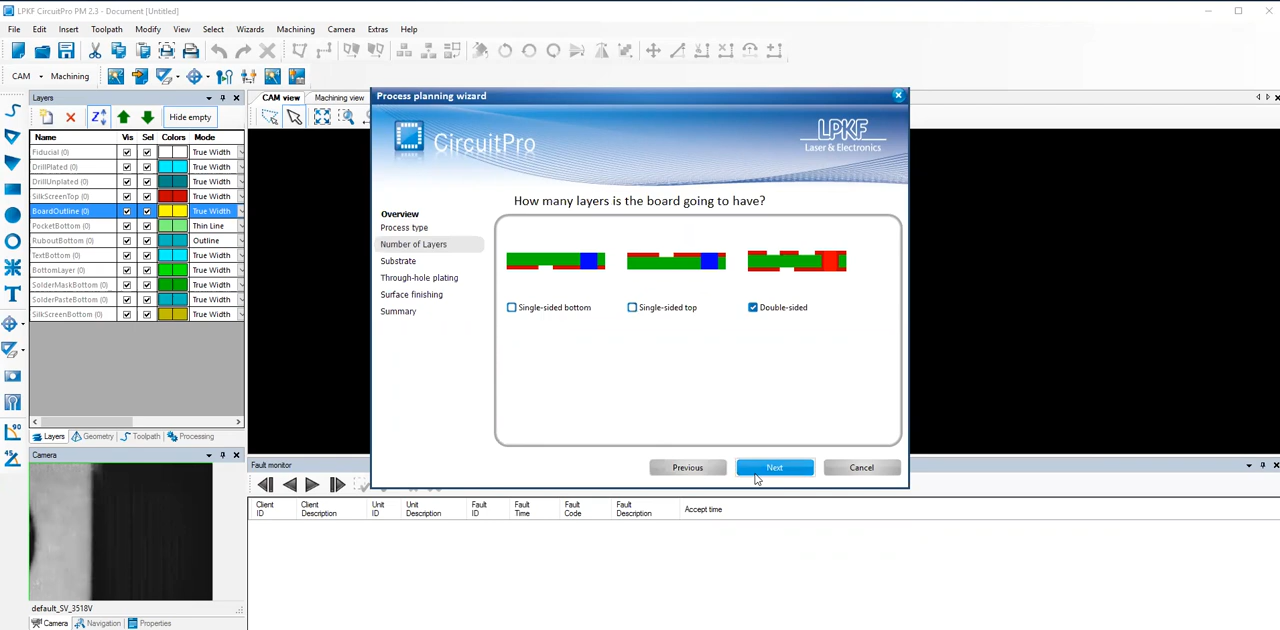 LPKF CircuitPro PM 2.3 - Document [Untitled]
File Edit Insert Toolpath Modify View Select Wizards Machining Camera Extras Help
CAM Machining
Layers
CAM view Machining view
Hide empty
Name Vis Sel Colors Mode
Fiducial (0) True Width
DrillPlated (0) True Width
DrillUnplated (0) True Width
SilkScreenTop (0) True Width
BoardOutline (0) True Width
PocketBottom (0) Thin Line
RuboutBottom (0) Outline
TextBottom (0) True Width
BottomLayer (0) True Width
SolderMaskBottom (0) True Width
SolderPasteBottom (0) True Width
SilkScreenBottom (0) True Width
Layers Geometry Toolpath Processing
Camera
default_SV_3518V
Camera Navigation Properties
Process planning wizard
CircuitPro
LPKF
Laser & Electronics
How many layers is the board going to have?
Overview
Process type
Number of Layers
Substrate
Through-hole plating
Surface finishing
Summary
Single-sided bottom Single-sided top Double-sided
Previous Next Cancel
Fault monitor
Client ID Client Description Unit ID Unit Description Fault ID Fault Time Fault Code Fault Description Accept time
90
45